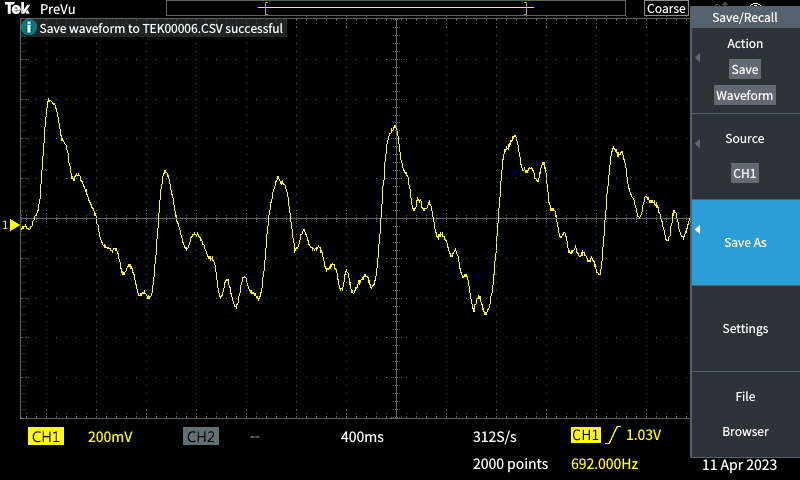 Tek PreVu Coarse
Save/Recall
i Save waveform to TEK00006.CSV successful
Action
Save
Waveform
Source
CH1
Save As
Settings
File
Browser
1
CH1 200mV CH2 -- 400ms 312S/s CH1 1.03V
2000 points 692.000Hz 11 Apr 2023